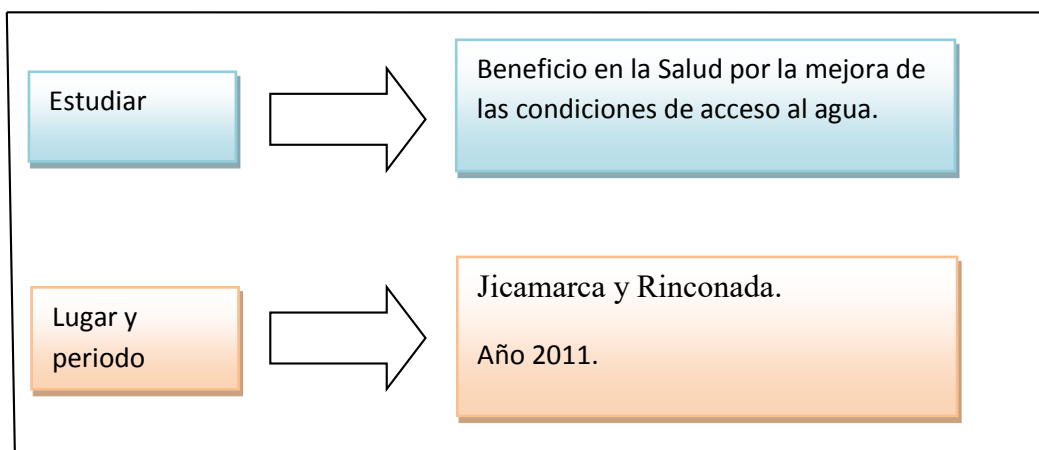 Estudiar
Beneficio en la Salud por la mejora de
las condiciones de acceso al agua.
Lugar y
periodo
Jicamarca y Rinconada.
Año 2011.